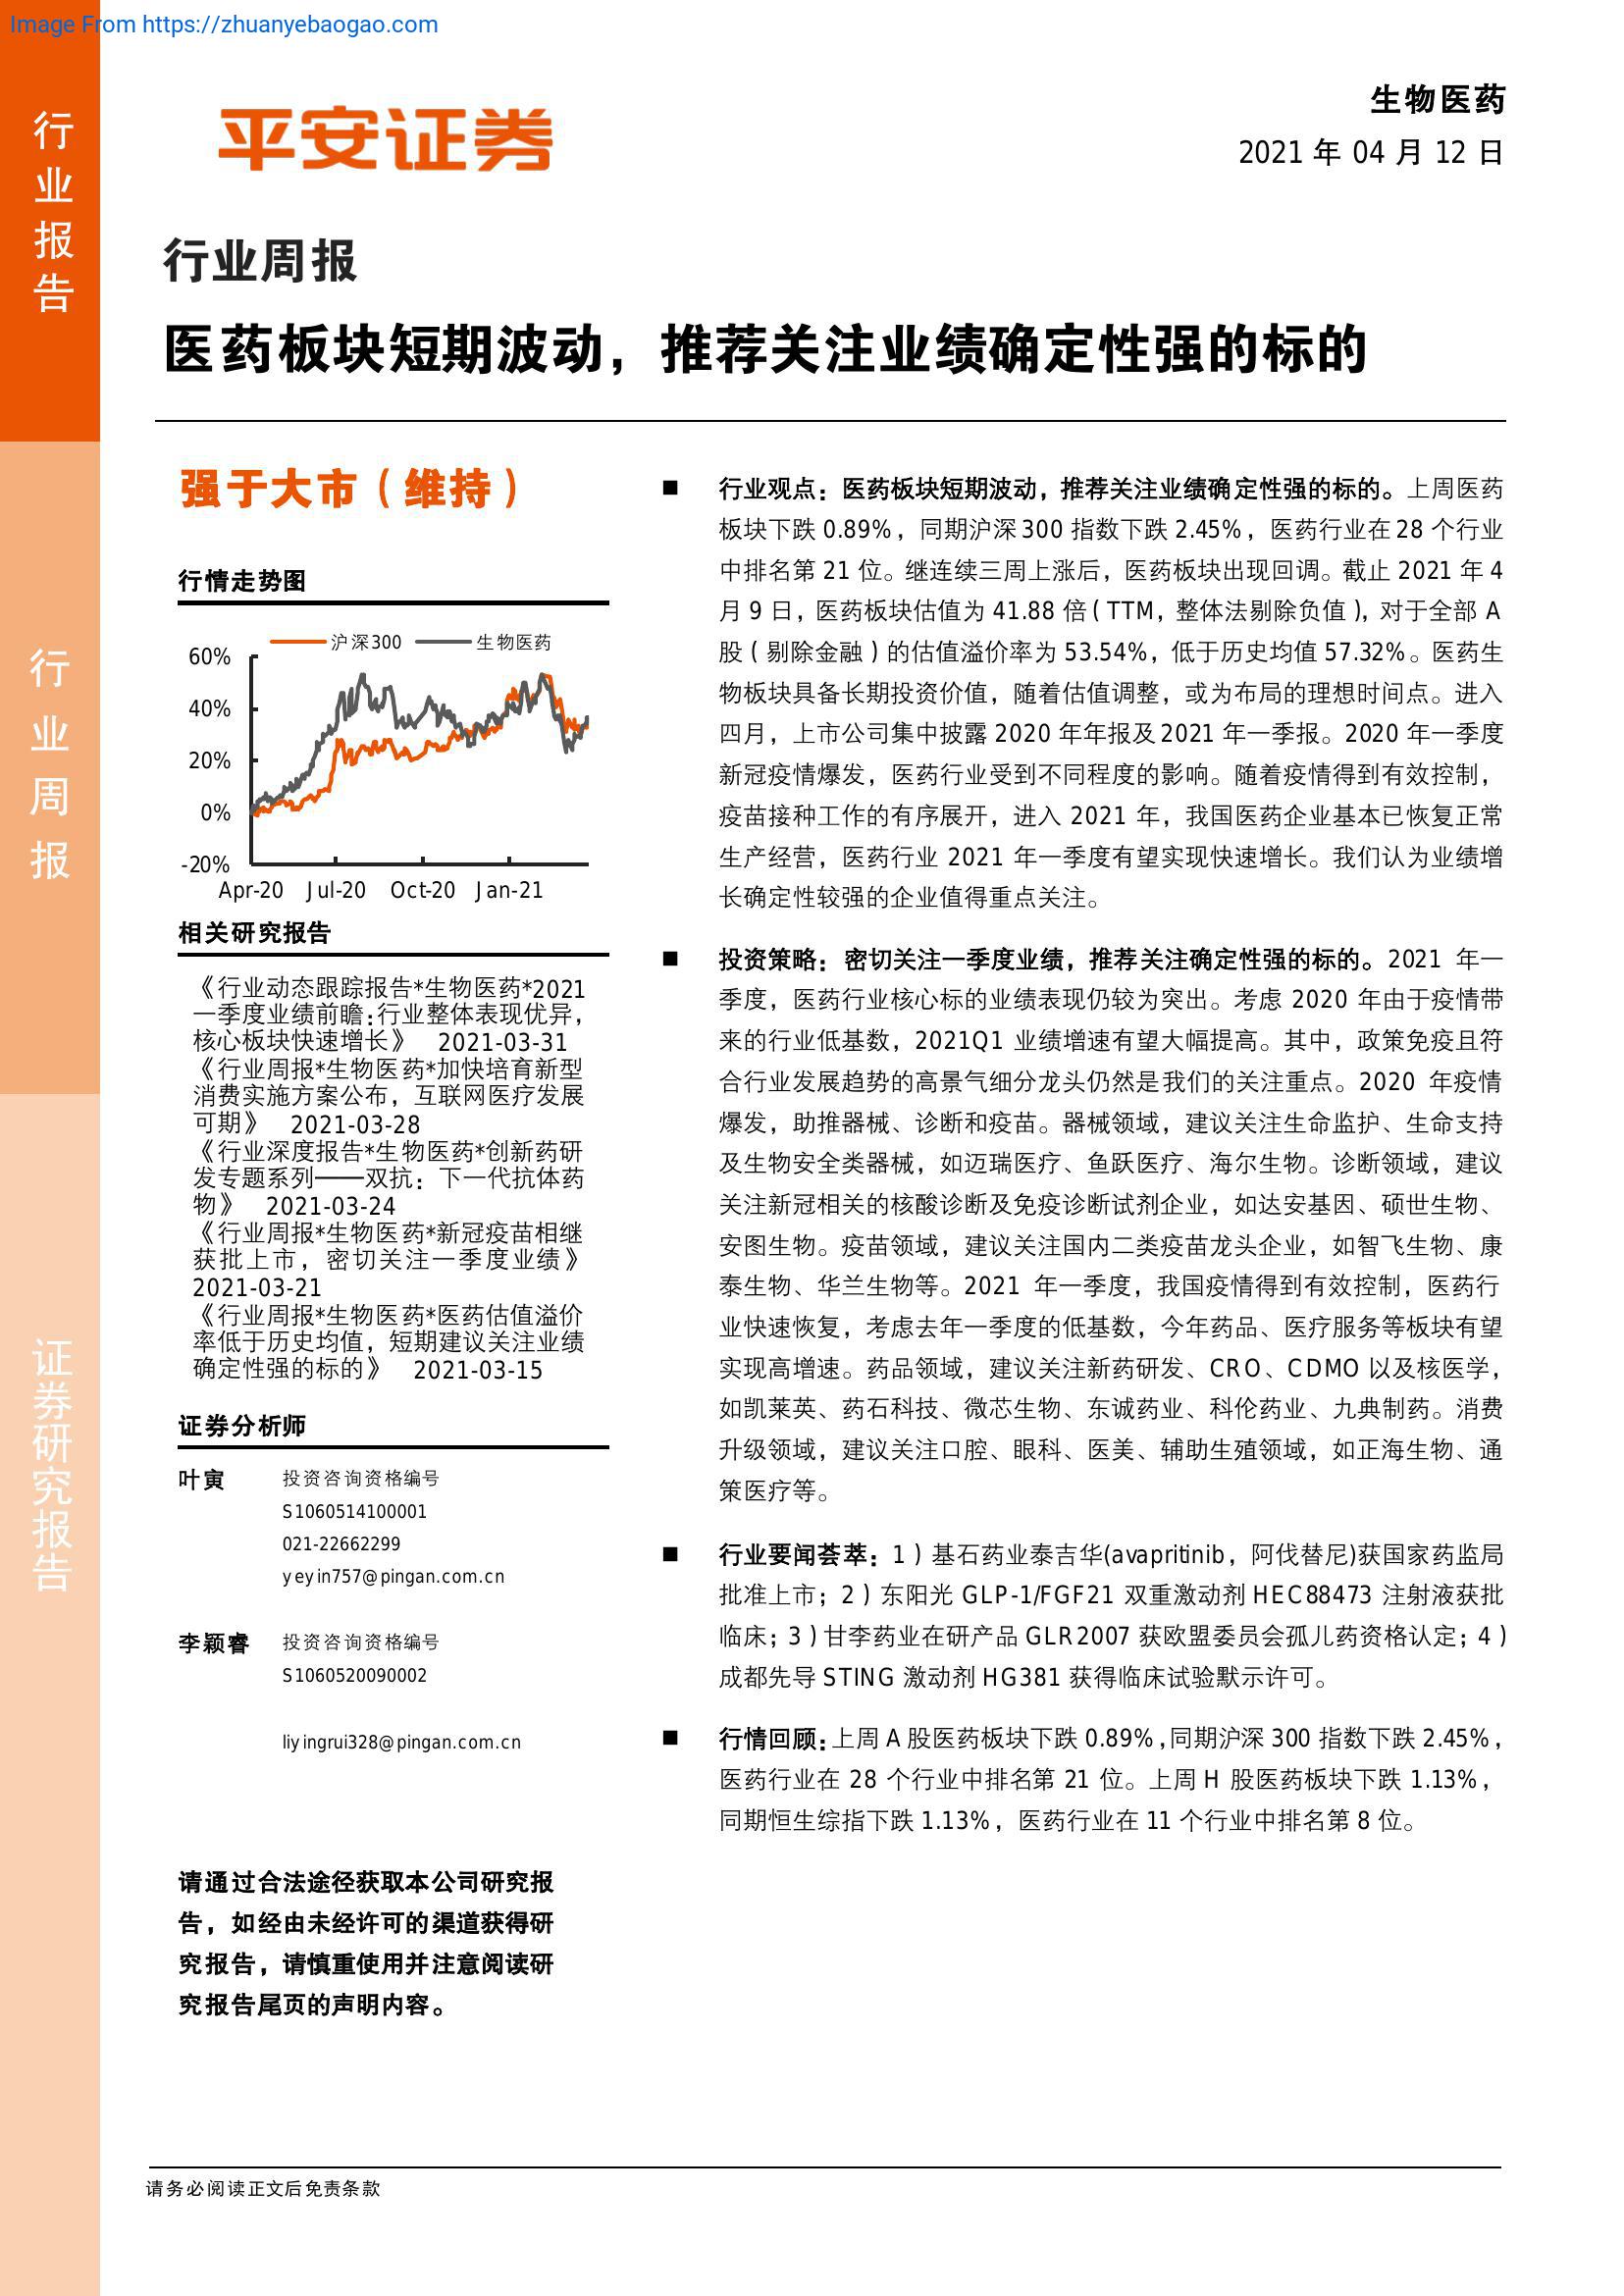 Image From https://zhuanyebaogao.com
行业报告
行业周报
证券研究报告
平安证券
生物医药
2021 年 04 月 12 日
行业周报
医药板块短期波动，推荐关注业绩确定性强的标的
强于大市（维持）
行情走势图
沪深300 生物医药
60%
40%
20%
0%
-20%
Apr-20 Jul-20 Oct-20 Jan-21
相关研究报告
《行业动态跟踪报告*生物医药*2021
一季度业绩前瞻：行业整体表现优异，
核心板块快速增长》 2021-03-31
《行业周报*生物医药*加快培育新型
消费实施方案公布，互联网医疗发展
可期》 2021-03-28
《行业深度报告*生物医药*创新药研
发专题系列——双抗：下一代抗体药
物》 2021-03-24
《行业周报*生物医药*新冠疫苗相继
获批上市，密切关注一季度业绩》
2021-03-21
《行业周报*生物医药*医药估值溢价
率低于历史均值，短期建议关注业绩
确定性强的标的》 2021-03-15
证券分析师
叶寅 投资咨询资格编号
S1060514100001
021-22662299
yeyin757@pingan.com.cn
李颖睿 投资咨询资格编号
S1060520090002
liyingrui328@pingan.com.cn
请通过合法途径获取本公司研究报
告，如经由未经许可的渠道获得研
究报告，请慎重使用并注意阅读研
究报告尾页的声明内容。
■ 行业观点：医药板块短期波动，推荐关注业绩确定性强的标的。上周医药
板块下跌 0.89%，同期沪深 300 指数下跌 2.45%，医药行业在 28 个行业
中排名第 21 位。继连续三周上涨后，医药板块出现回调。截止 2021 年 4
月 9 日，医药板块估值为 41.88 倍（TTM，整体法剔除负值），对于全部 A
股（剔除金融）的估值溢价率为 53.54%，低于历史均值 57.32%。医药生
物板块具备长期投资价值，随着估值调整，或为布局的理想时间点。进入
四月，上市公司集中披露 2020 年年报及 2021 年一季报。2020 年一季度
新冠疫情爆发，医药行业受到不同程度的影响。随着疫情得到有效控制，
疫苗接种工作的有序展开，进入 2021 年，我国医药企业基本已恢复正常
生产经营，医药行业 2021 年一季度有望实现快速增长。我们认为业绩增
长确定性较强的企业值得重点关注。
■ 投资策略：密切关注一季度业绩，推荐关注确定性强的标的。2021 年一
季度，医药行业核心标的业绩表现仍较为突出。考虑 2020 年由于疫情带
来的行业低基数，2021Q1 业绩增速有望大幅提高。其中，政策免疫且符
合行业发展趋势的高景气细分龙头仍然是我们的关注重点。2020 年疫情
爆发，助推器械、诊断和疫苗。器械领域，建议关注生命监护、生命支持
及生物安全类器械，如迈瑞医疗、鱼跃医疗、海尔生物。诊断领域，建议
关注新冠相关的核酸诊断及免疫诊断试剂企业，如达安基因、硕世生物、
安图生物。疫苗领域，建议关注国内二类疫苗龙头企业，如智飞生物、康
泰生物、华兰生物等。2021 年一季度，我国疫情得到有效控制，医药行
业快速恢复，考虑去年一季度的低基数，今年药品、医疗服务等板块有望
实现高增速。药品领域，建议关注新药研发、CRO、CDMO 以及核医学，
如凯莱英、药石科技、微芯生物、东诚药业、科伦药业、九典制药。消费
升级领域，建议关注口腔、眼科、医美、辅助生殖领域，如正海生物、通
策医疗等。
■ 行业要闻荟萃：1）基石药业泰吉华(avapritinib，阿伐替尼)获国家药监局
批准上市；2）东阳光 GLP-1/FGF21 双重激动剂 HEC88473 注射液获批
临床；3）甘李药业在研产品 GLR2007 获欧盟委员会孤儿药资格认定；4）
成都先导 STING 激动剂 HG381 获得临床试验默示许可。
■ 行情回顾：上周 A 股医药板块下跌 0.89%，同期沪深 300 指数下跌 2.45%，
医药行业在 28 个行业中排名第 21 位。上周 H 股医药板块下跌 1.13%，
同期恒生综指下跌 1.13%，医药行业在 11 个行业中排名第 8 位。
请务必阅读正文后免责条款